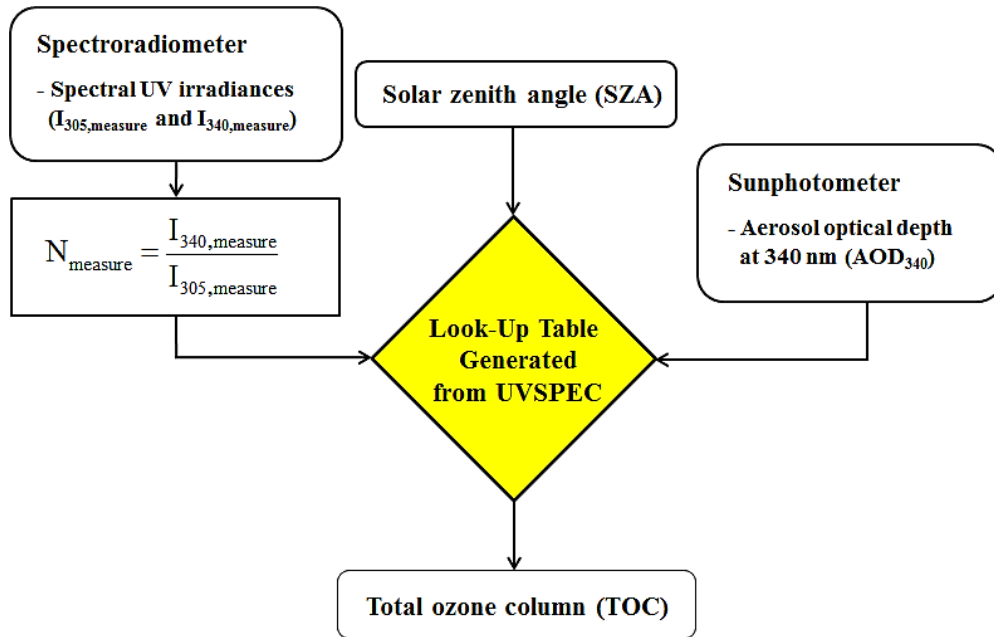 Spectroradiometer
- Spectral UV irradiances
(I305,measure and I340,measure)
Solar zenith angle (SZA)
Sunphotometer
- Aerosol optical depth
at 340 nm (AOD340)
Nmeasure = I340,measure
I305,measure
Look-Up Table
Generated
from UVSPEC
Total ozone column (TOC)